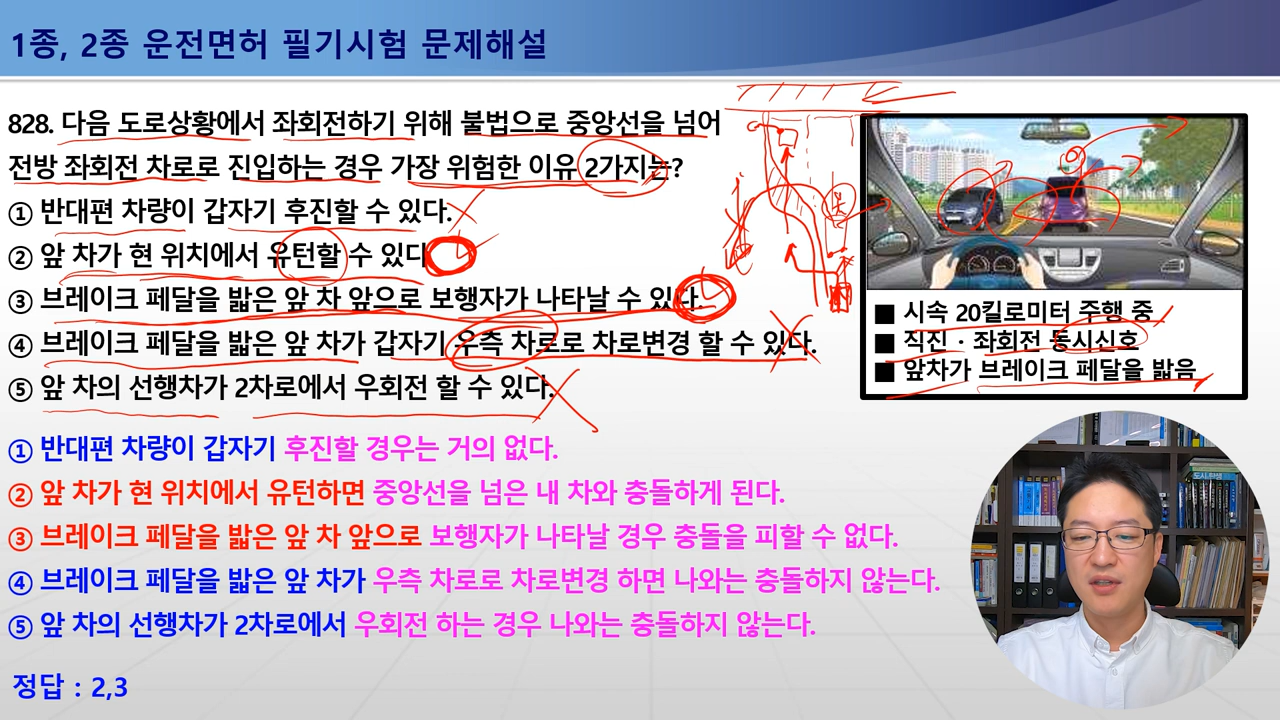 1종, 2종 운전면허 필기시험 문제해설
828. 다음 도로상황에서 좌회전하기 위해 불법으로 중앙선을 넘어
전방 좌회전 차로로 진입하는 경우 가장 위험한 이유 2가지는?
① 반대편 차량이 갑자기 후진할 수 있다.
② 앞 차가 현 위치에서 유턴할 수 있다
③ 브레이크 페달을 밟은 앞 차 앞으로 보행자가 나타날 수 있다.
④ 브레이크 페달을 밟은 앞 차가 갑자기 우측 차로로 차로변경 할 수 있다.
⑤ 앞 차의 선행차가 2차로에서 우회전 할 수 있다.
■ 시속 20킬로미터 주행 중
■ 직진 · 좌회전 동시신호
■ 앞차가 브레이크 페달을 밟음
① 반대편 차량이 갑자기 후진할 경우는 거의 없다.
② 앞 차가 현 위치에서 유턴하면 중앙선을 넘은 내 차와 충돌하게 된다.
③ 브레이크 페달을 밟은 앞 차 앞으로 보행자가 나타날 경우 충돌을 피할 수 없다.
④ 브레이크 페달을 밟은 앞 차가 우측 차로로 차로변경 하면 나와는 충돌하지 않는다.
⑤ 앞 차의 선행차가 2차로에서 우회전 하는 경우 나와는 충돌하지 않는다.
정답 : 2,3